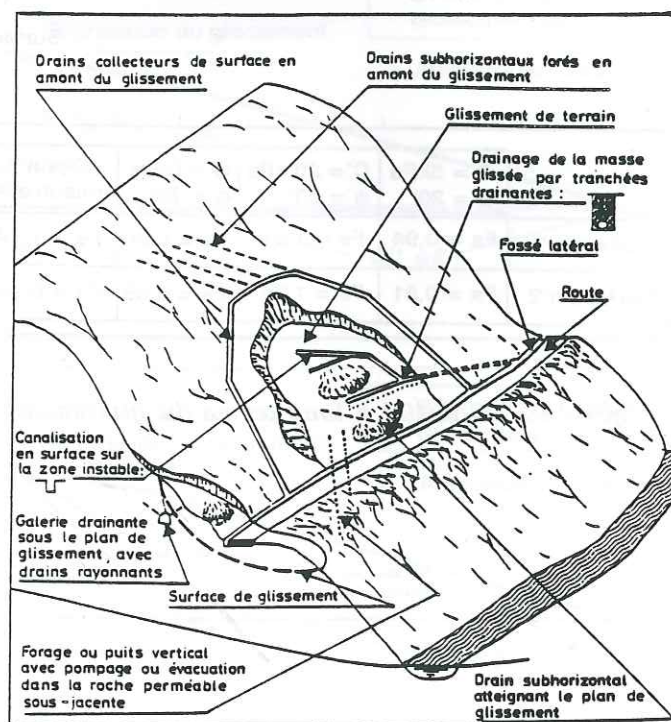 Drains collecteurs de surface en
amont du glissement
Drains subhorizontaux forés en
amont du glissement
Glissement de terrain
Drainage de la masse
glissée par tranchées
drainantes :
Fossé latéral
Route
Canalisation
en surface sur
la zone instable:
Galerie drainante
sous le plan de
glissement, avec
drains rayonnants
Surface de glissement
Forage ou puits vertical
avec pompage ou évacuation
dans la roche perméable
sous-jacente
Drain subhorizontal
atteignant le plan de
glissement